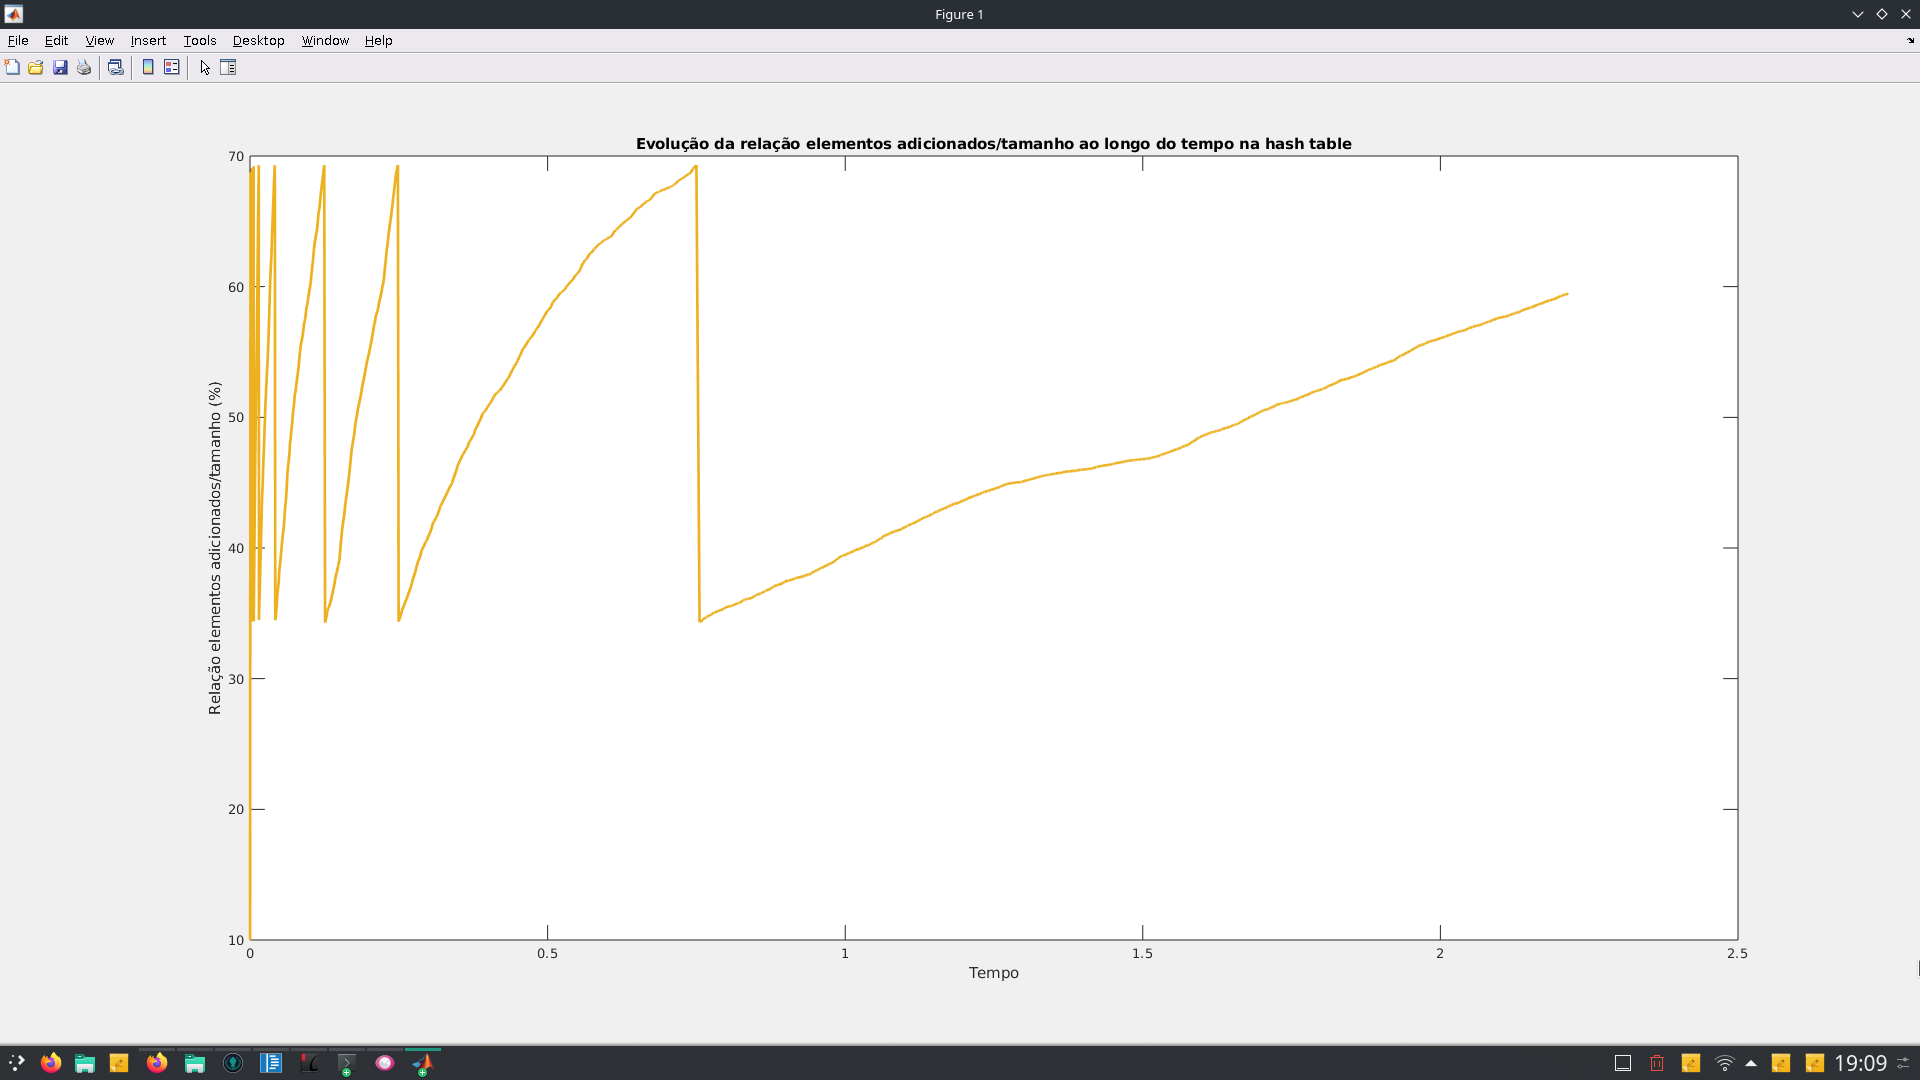 Figure 1
File Edit View Insert Tools Desktop Window Help
Evolução da relação elementos adicionados/tamanho ao longo do tempo na hash table
70
60
50
40
30
20
10
Relação elementos adicionados/tamanho (%)
0 0.5 1 1.5 2 2.5
Tempo
19:09